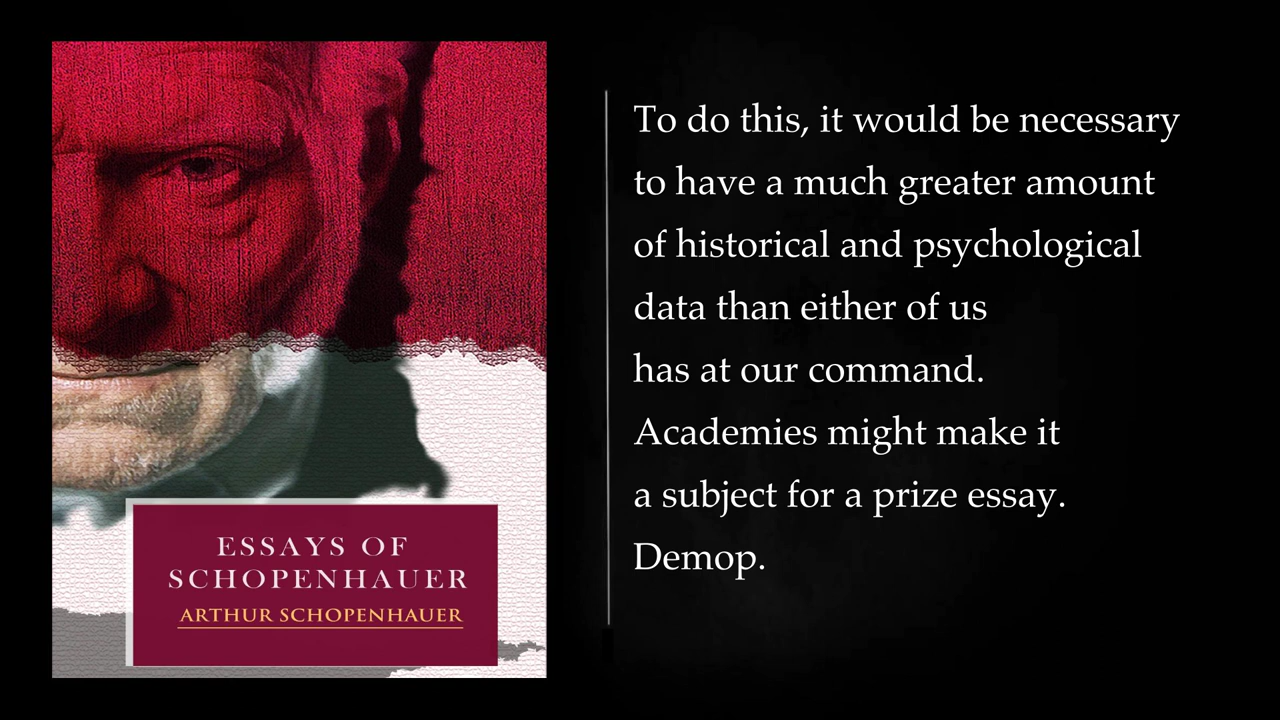 ESSAYS OF
SCHOPENHAUER
ARTHUR SCHOPENHAUER
To do this, it would be necessary
to have a much greater amount
of historical and psychological
data than either of us
has at our command.
Academies might make it
a subject for a prize essay.
Demop.